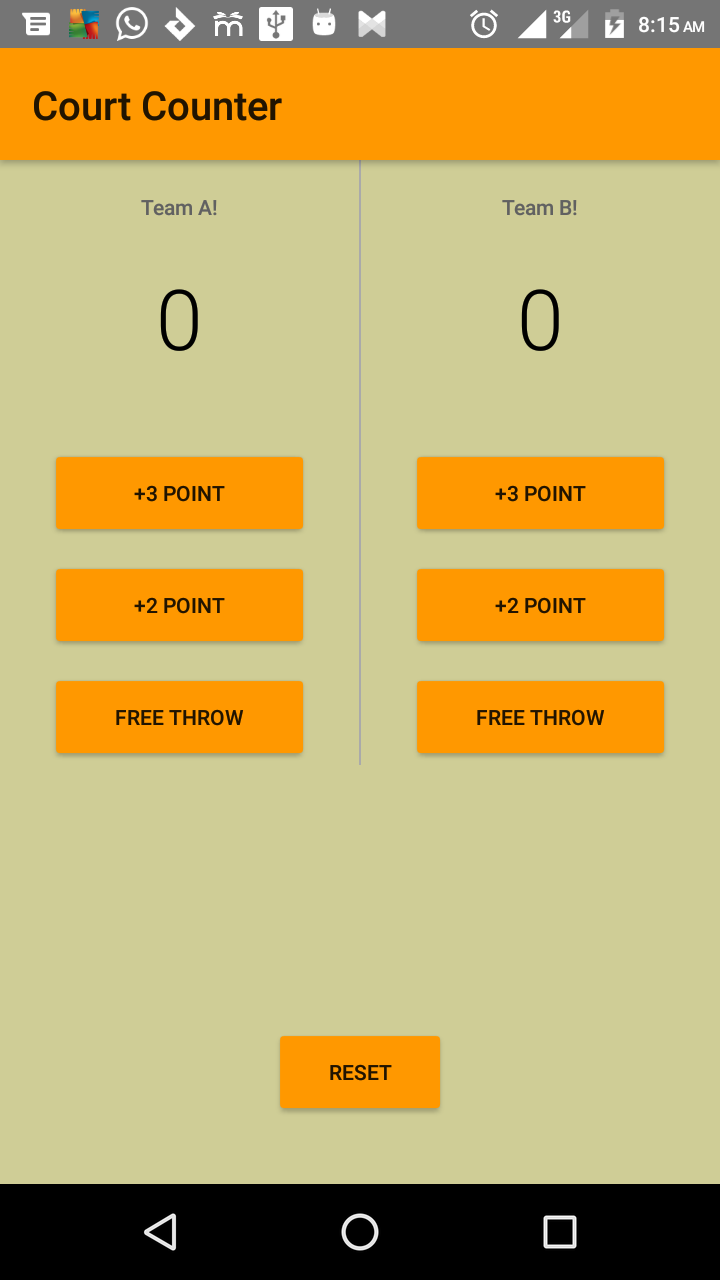 3G 8:15 AM
Court Counter
Team A! Team B!
0 0
+3 POINT +3 POINT
+2 POINT +2 POINT
FREE THROW FREE THROW
RESET